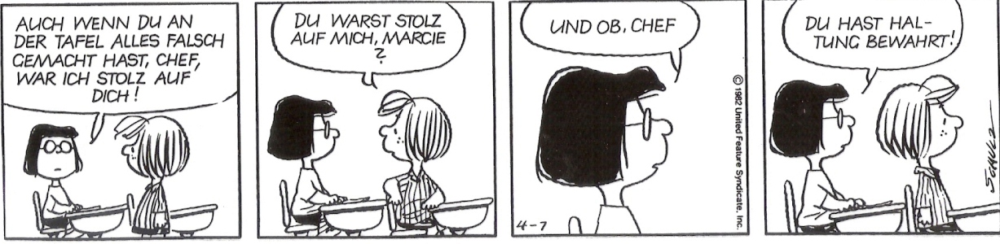 AUCH WENN DU AN
DER TAFEL ALLES FALSCH
GEMACHT HAST, CHEF,
WAR ICH STOLZ AUF
DICH!
DU WARST STOLZ
AUF MICH, MARCIE
?
UND OB, CHEF
4-7
© 1982 United Feature Syndicate, Inc.
DU HAST HAL-
TUNG BEWAHRT!
SCHULZ